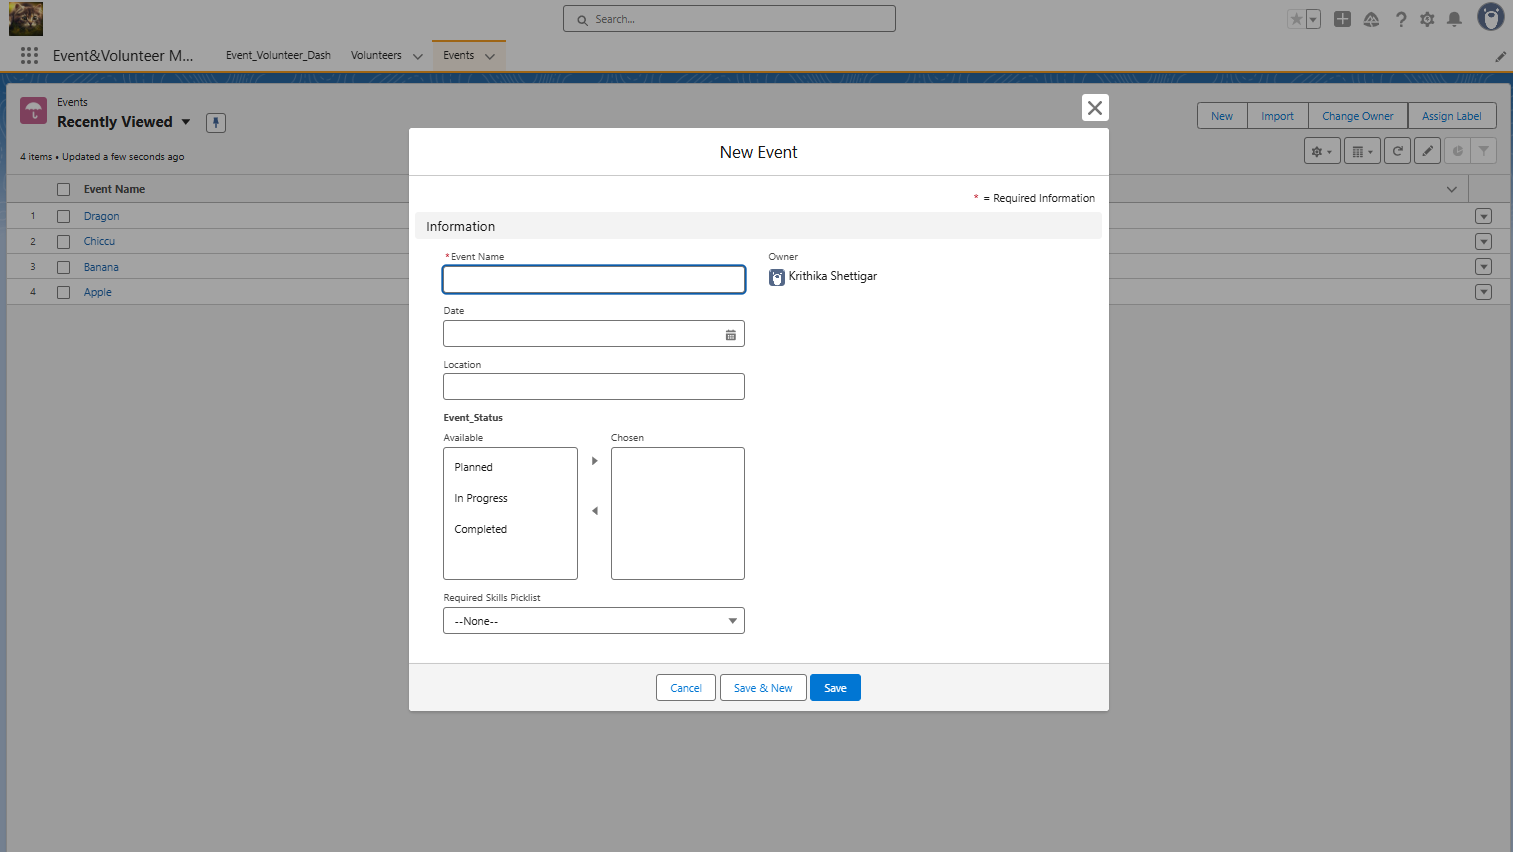 Search...
Event&Volunteer M...
Event_Volunteer_Dash
Volunteers
Events
Events
Recently Viewed
New
Import
Change Owner
Assign Label
4 items • Updated a few seconds ago
Event Name
1 Dragon
2 Chiccu
3 Banana
4 Apple
New Event
* = Required Information
Information
*Event Name
Owner
Krithika Shettigar
Date
Location
Event_Status
Available
Chosen
Planned
In Progress
Completed
Required Skills Picklist
--None--
Cancel
Save & New
Save